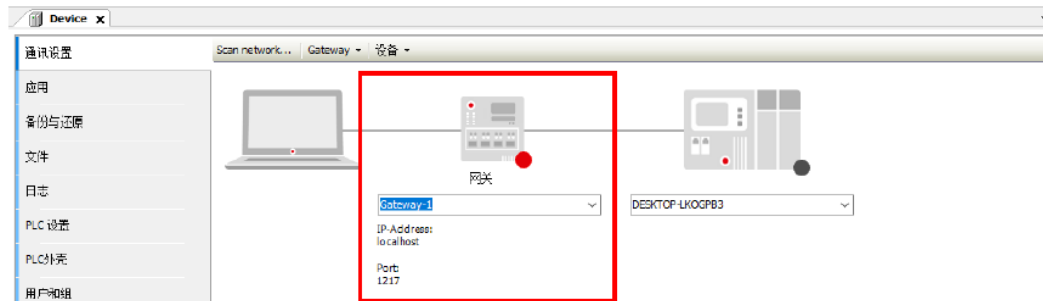 Device
通讯设置
Scan network... Gateway 设备
应用
备份与还原
文件
日志
PLC 设置
PLC外壳
用户和组
网关
Gateway-1
IP-Address:
localhost
Port:
1217
DESKTOP-LKOGPB3